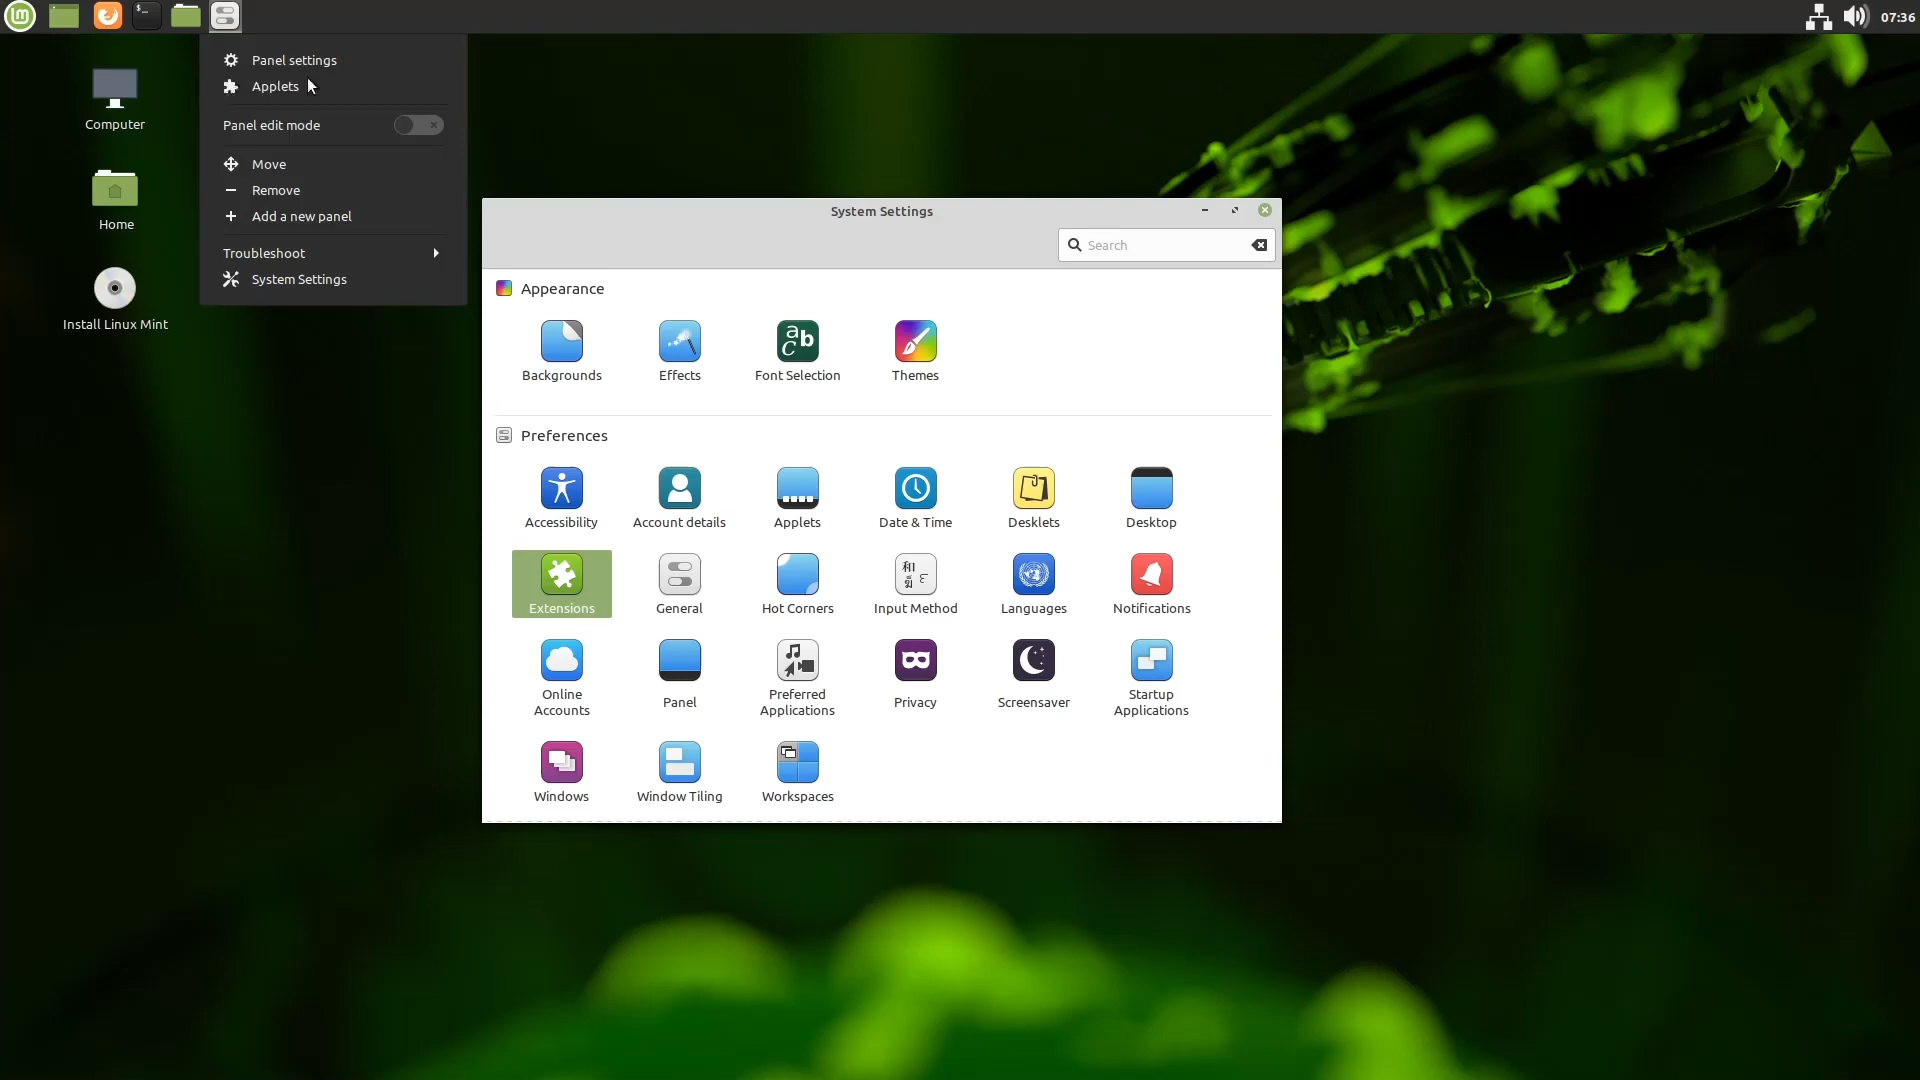 07:36
Panel settings
Applets
Panel edit mode
Move
Remove
Add a new panel
Troubleshoot
System Settings
Computer
Home
Install Linux Mint
System Settings
Search
Appearance
Backgrounds
Effects
Font Selection
Themes
Preferences
Accessibility
Account details
Applets
Date & Time
Desklets
Desktop
Extensions
General
Hot Corners
Input Method
Languages
Notifications
Online
Accounts
Panel
Preferred
Applications
Privacy
Screensaver
Startup
Applications
Windows
Window Tiling
Workspaces